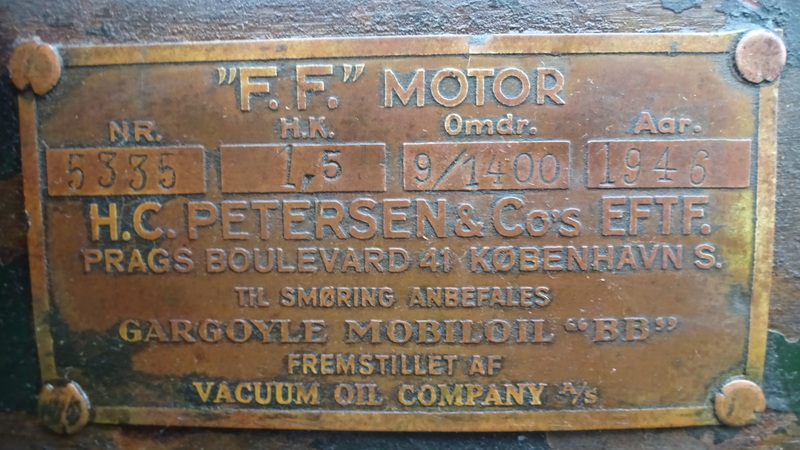 "F.F." MOTOR
NR. H.K. Omdr. Aar.
5335 1,5 9/1400 1946
H.C. PETERSEN & Co's EFTF.
PRAGS BOULEVARD 41 KØBENHAVN S.
TIL SMØRING ANBEFALES
GARGOYLE MOBILOIL "BB"
FREMSTILLET AF
VACUUM OIL COMPANY A/S